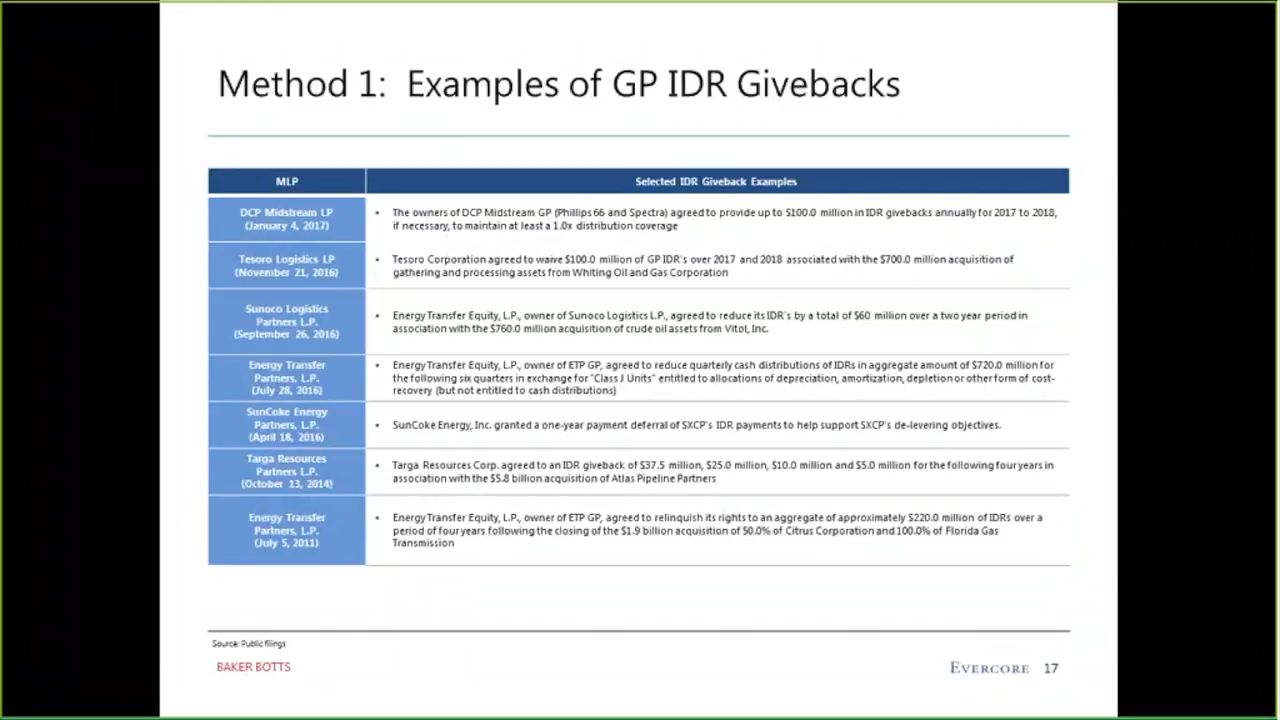 Method 1: Examples of GP IDR Givebacks
MLP
Selected IDR Giveback Examples
DCP Midstream LP
(January 4, 2017)
• The owners of DCP Midstream GP (Phillips 66 and Spectra) agreed to provide up to $100.0 million in IDR givebacks annually for 2017 to 2018,
if necessary, to maintain at least a 1.0x distribution coverage
Tesoro Logistics LP
(November 21, 2016)
• Tesoro Corporation agreed to waive $100.0 million of GP IDR's over 2017 and 2018 associated with the $700.0 million acquisition of
gathering and processing assets from Whiting Oil and Gas Corporation
Sunoco Logistics
Partners L.P.
(September 26, 2016)
• Energy Transfer Equity, L.P., owner of Sunoco Logistics L.P., agreed to reduce its IDR's by a total of $60 million over a two year period in
association with the $760.0 million acquisition of crude oil assets from Vitol, Inc.
Energy Transfer
Partners, L.P.
(July 28, 2016)
• Energy Transfer Equity, L.P., owner of ETP GP, agreed to reduce quarterly cash distributions of IDRs in aggregate amount of $720.0 million for
the following six quarters in exchange for "Class J Units" entitled to allocations of depreciation, amortization, depletion or other form of cost-
recovery (but not entitled to cash distributions)
SunCoke Energy
Partners, L.P.
(April 18, 2016)
• SunCoke Energy, Inc. granted a one-year payment deferral of SXCP's IDR payments to help support SXCP's de-levering objectives.
Targa Resources
Partners L.P.
(October 13, 2014)
• Targa Resources Corp. agreed to an IDR giveback of $37.5 million, $25.0 million, $10.0 million and $5.0 million for the following four years in
association with the $5.8 billion acquisition of Atlas Pipeline Partners
Energy Transfer
Partners, L.P.
(July 5, 2011)
• Energy Transfer Equity, L.P., owner of ETP GP, agreed to relinquish its rights to an aggregate of approximately $220.0 million of IDRs over a
period of four years following the closing of the $1.9 billion acquisition of 50.0% of Citrus Corporation and 100.0% of Florida Gas
Transmission
Source: Public filings
BAKER BOTTS
EVERCORE 17